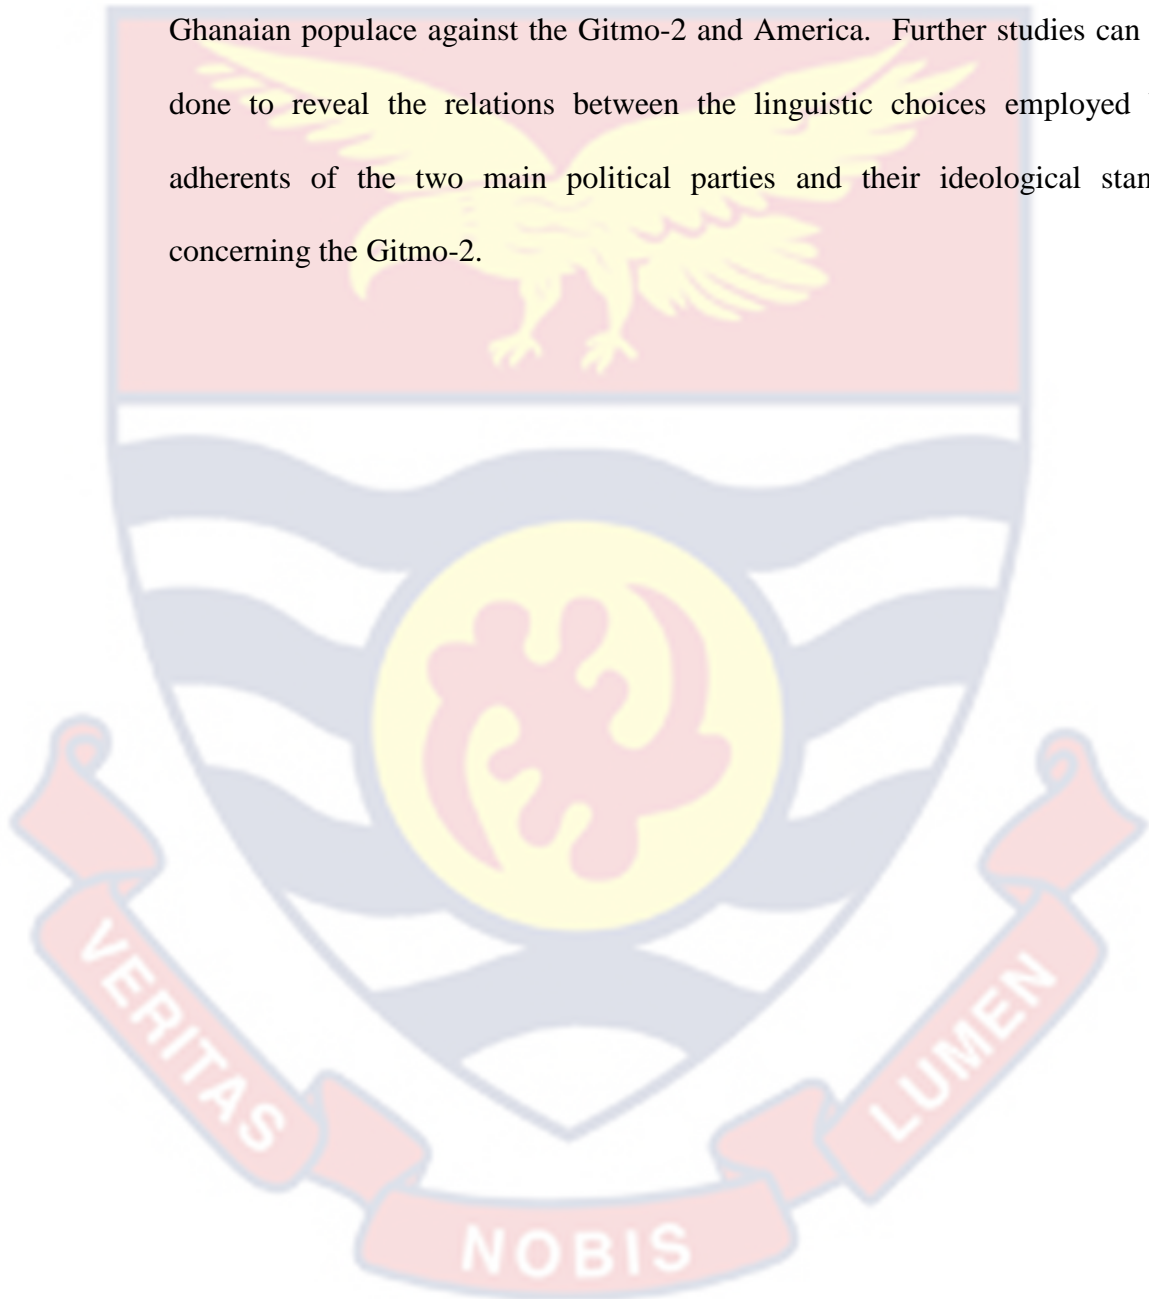 Ghanaian populace against the Gitmo-2 and America. Further studies can
done to reveal the relations between the linguistic choices employed
adherents of the two main political parties and their ideological stan
concerning the Gitmo-2.
VERITAS
NOBIS
LUMEN